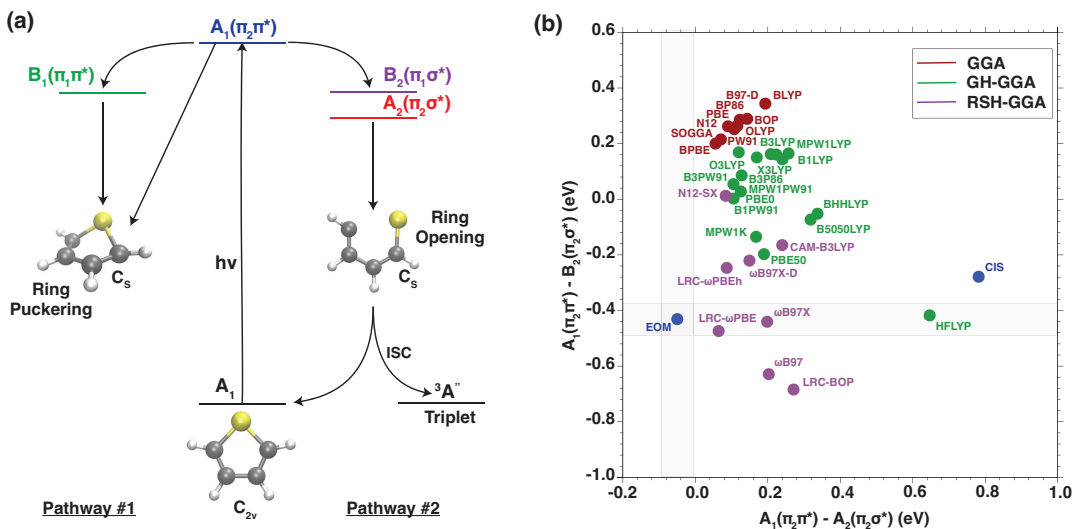 (a)
A₁(π₂π*)
B₁(π₁π*)
B₂(π₁σ*)
A₂(π₂σ*)
hν
Cₛ
Ring
Puckering
Ring
Opening
Cₛ
ISC
A₁
³A"
Triplet
C₂ᵥ
Pathway #1
Pathway #2
(b)
A₁(π₂π*) - B₂(π₁σ*) (eV)
0.6
0.4
0.2
0.0
-0.2
-0.4
-0.6
-0.8
-1.0
GGA
GH-GGA
RSH-GGA
B97-D
BLYP
BP86
PBE
BOP
N12
OLYP
SOGGA
PW91
BPBE
B3LYP
MPW1LYP
B1LYP
O3LYP
X3LYP
B3PW91
B3P86
N12-SX
MPW1PW91
PBE0
B1PW91
BHHLYP
B5050LYP
MPW1K
CAM-B3LYP
PBE50
LRC-ωPBEh
ωB97X-D
CIS
EOM
LRC-ωPBE
ωB97X
HFLYP
ωB97
LRC-BOP
-0.2
0.0
0.2
0.4
0.6
0.8
1.0
A₁(π₂π*) - A₂(π₂σ*) (eV)